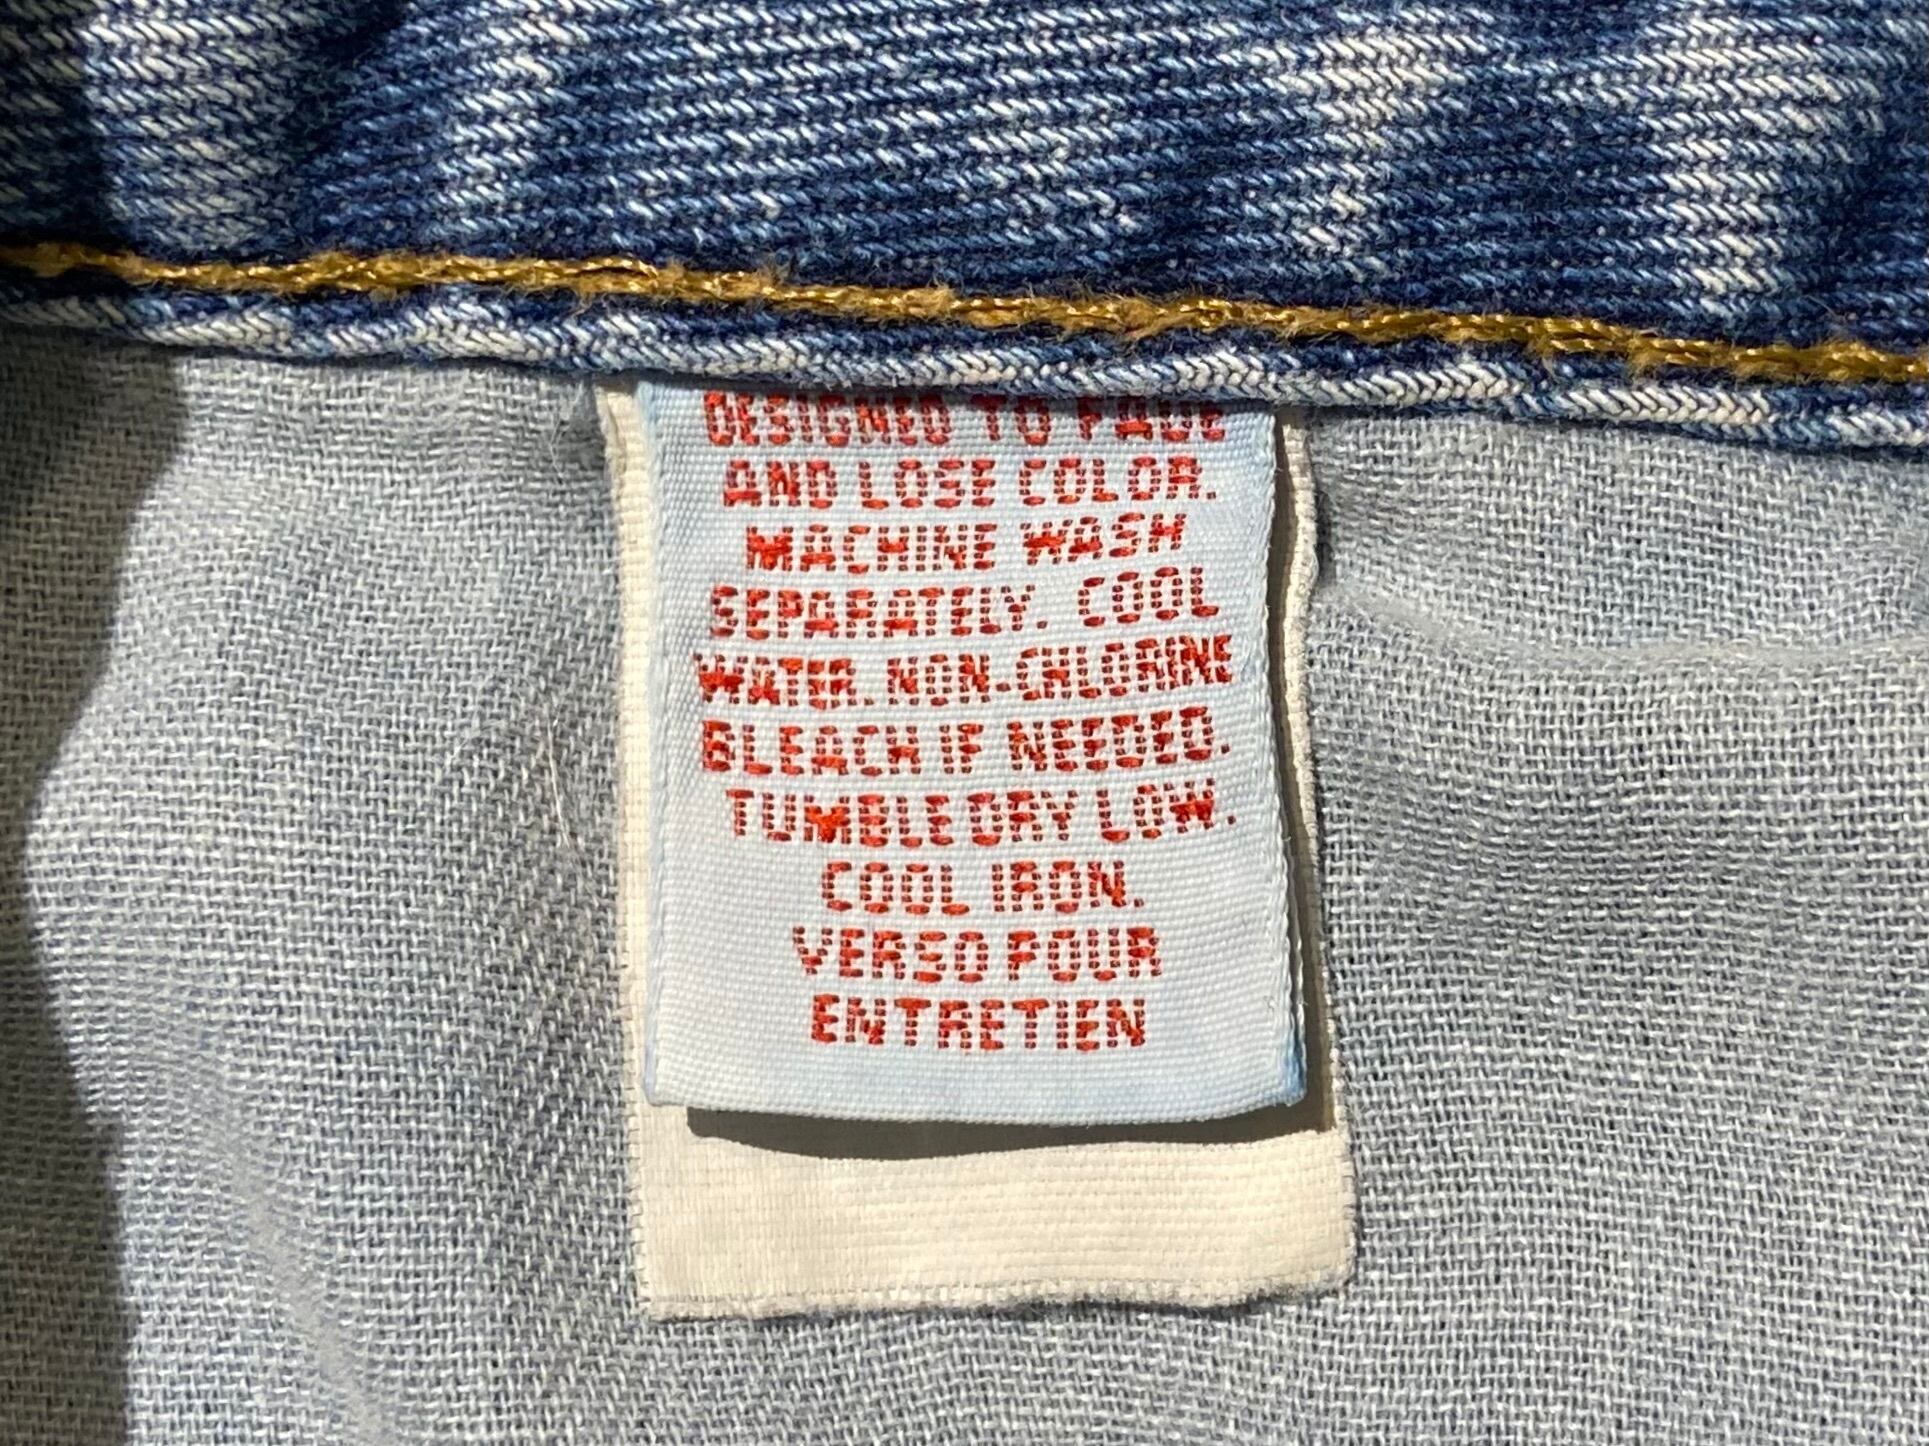 DESIGNED TO FADE
AND LOSE COLOR.
MACHINE WASH
SEPARATELY. COOL
WATER. NON-CHLORINE
BLEACH IF NEEDED.
TUMBLE DRY LOW.
COOL IRON.
VERSO POUR
ENTRETIEN